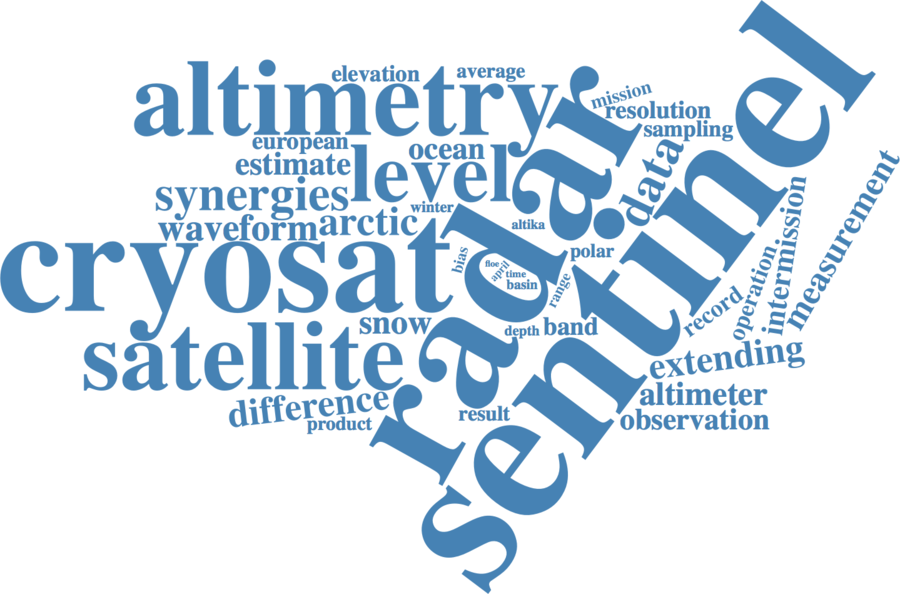 altimetry
elevation
average
mission
resolution
sampling
european
ocean
estimate
level
data
synergies
winter
waveform
arctic
altika
cryosat
radar
sentinel
bias
polar
floe
april
time
basin
range
intermission
measurement
operation
record
snow
depth
band
satellite
extending
difference
product
result
altimeter
observation